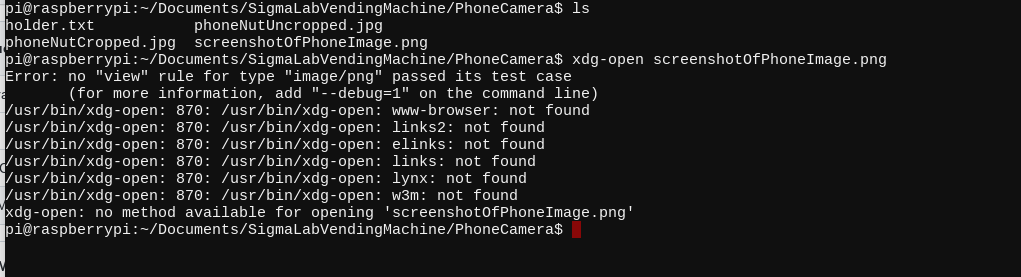 pi@raspberrypi:~/Documents/SigmaLabVendingMachine/PhoneCamera$ ls
holder.txt           phoneNutUncropped.jpg
phoneNutCropped.jpg  screenshotOfPhoneImage.png
pi@raspberrypi:~/Documents/SigmaLabVendingMachine/PhoneCamera$ xdg-open screenshotOfPhoneImage.png
Error: no "view" rule for type "image/png" passed its test case
       (for more information, add "--debug=1" on the command line)
/usr/bin/xdg-open: 870: /usr/bin/xdg-open: www-browser: not found
/usr/bin/xdg-open: 870: /usr/bin/xdg-open: links2: not found
/usr/bin/xdg-open: 870: /usr/bin/xdg-open: elinks: not found
/usr/bin/xdg-open: 870: /usr/bin/xdg-open: links: not found
/usr/bin/xdg-open: 870: /usr/bin/xdg-open: lynx: not found
/usr/bin/xdg-open: 870: /usr/bin/xdg-open: w3m: not found
xdg-open: no method available for opening 'screenshotOfPhoneImage.png'
pi@raspberrypi:~/Documents/SigmaLabVendingMachine/PhoneCamera$